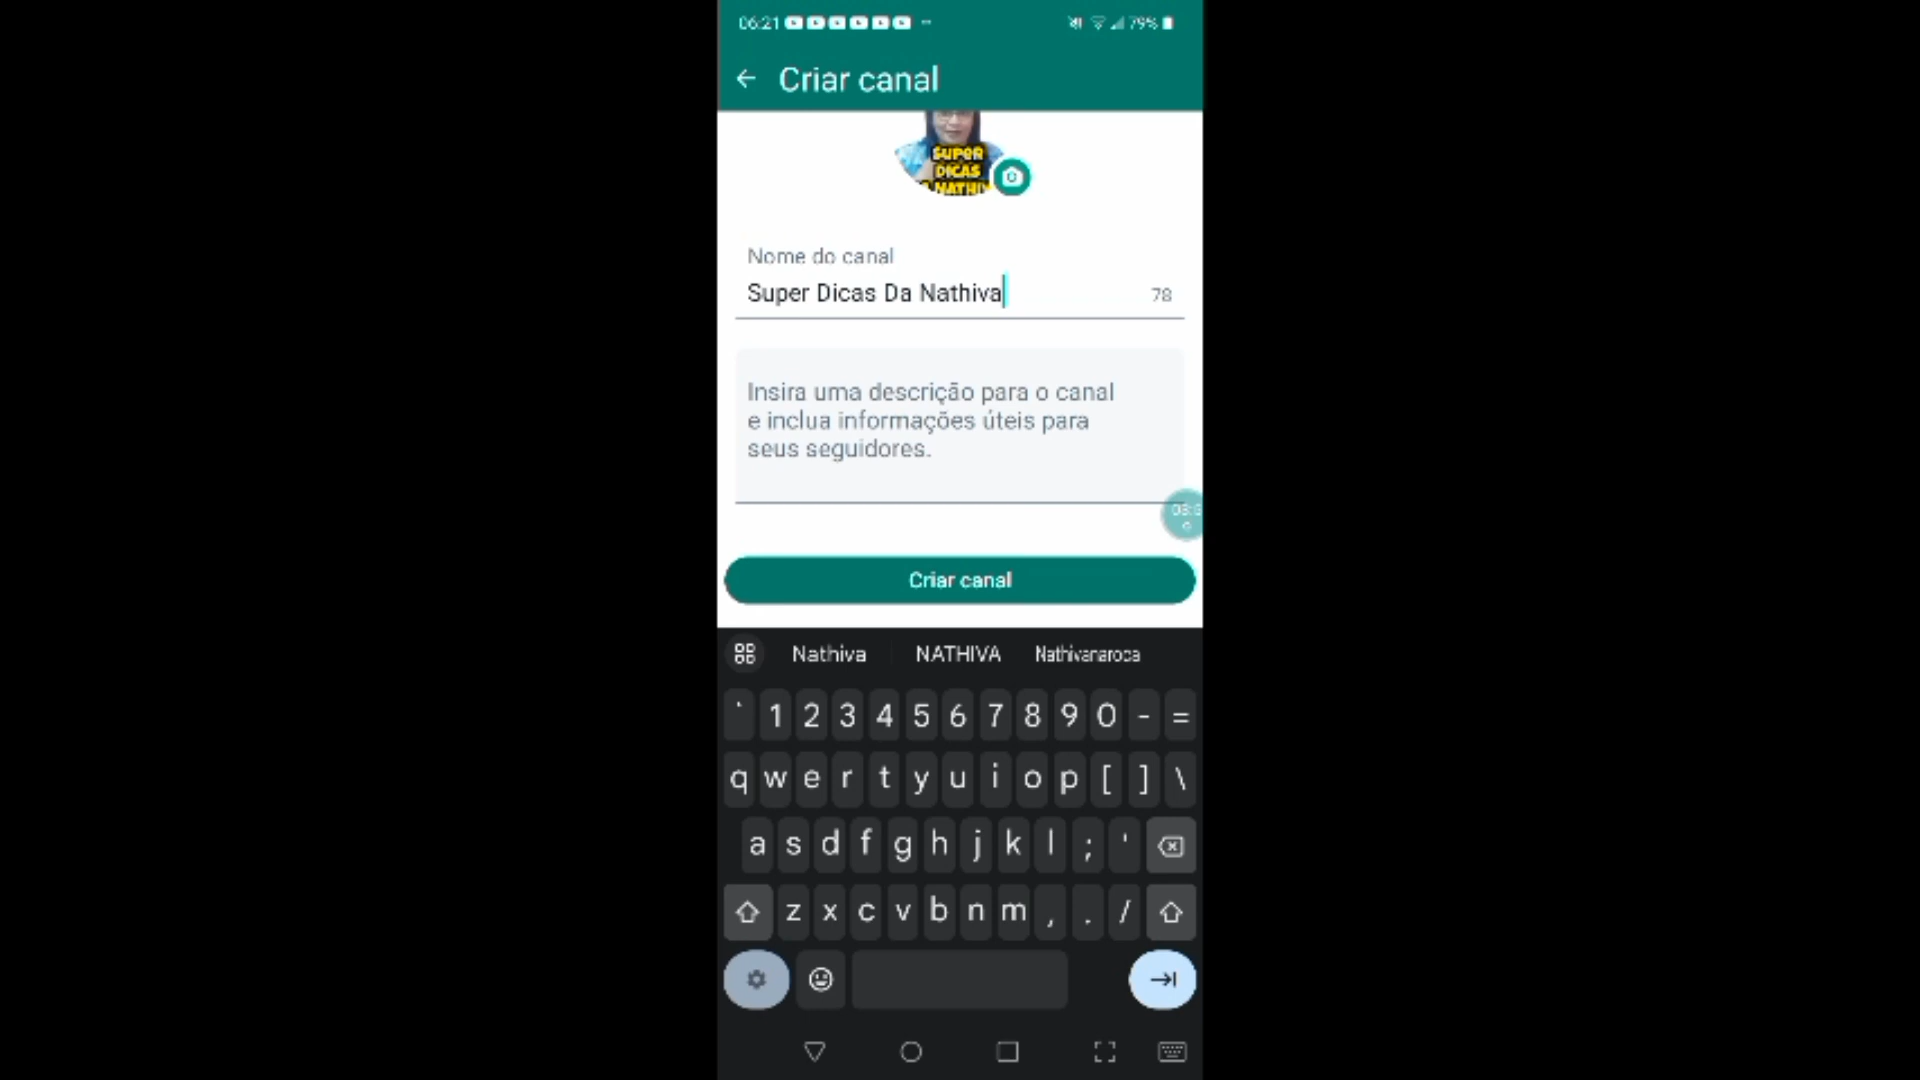 06:21
79%
Criar canal
SUPER
DICAS
NATHIV
Nome do canal
Super Dicas Da Nathiva
78
Insira uma descrição para o canal
e inclua informações úteis para
seus seguidores.
Criar canal
Nathiva NATHIVA Nathivanaroca
` 1 2 3 4 5 6 7 8 9 0 - =
q w e r t y u i o p [ ] \
a s d f g h j k l ; '
z x c v b n m , . /